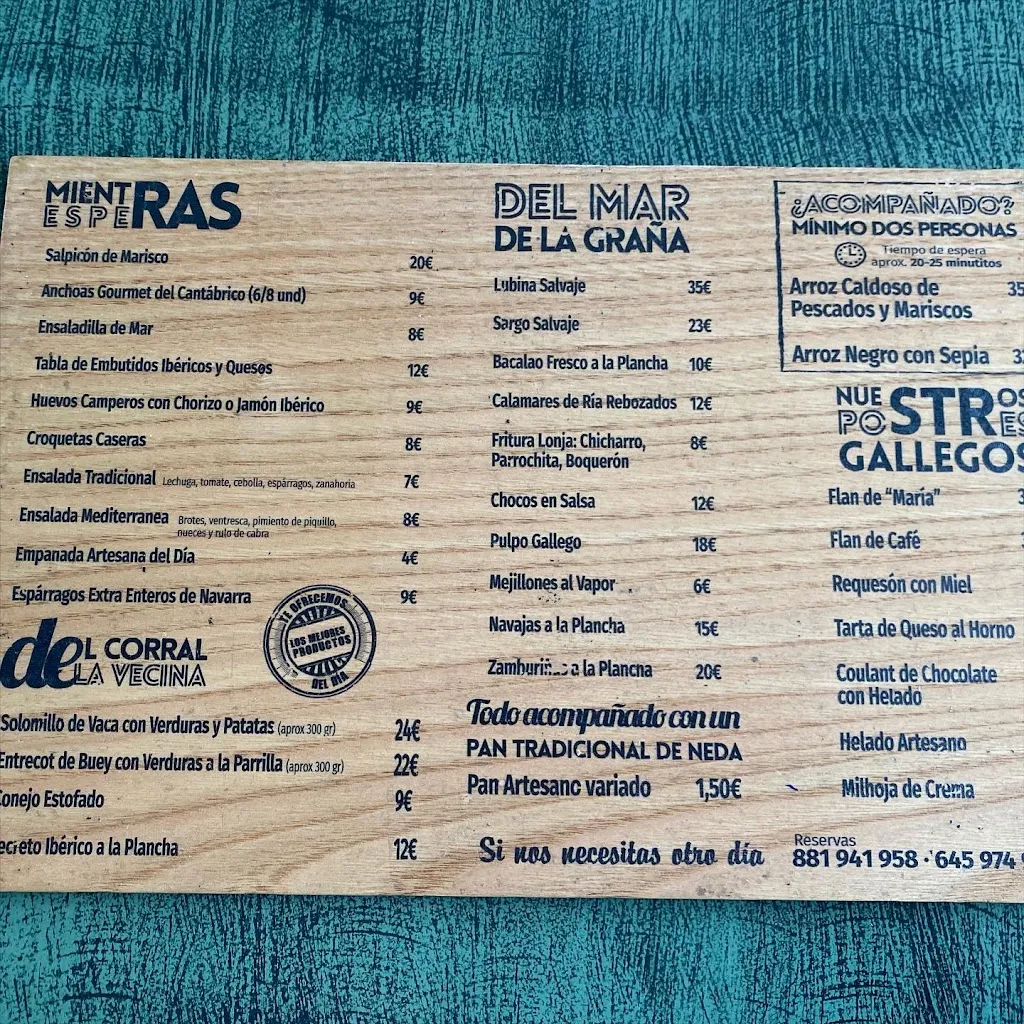 MIENTRAS
ESPERAS
Salpicón de Marisco 20€
Anchoas Gourmet del Cantábrico (6/8 und) 9€
Ensaladilla de Mar 8€
Tabla de Embutidos Ibéricos y Quesos 12€
Huevos Camperos con Chorizo o Jamón Ibérico 9€
Croquetas Caseras 8€
Ensalada Tradicional Lechuga, tomate, cebolla, espárragos, zanahoria 7€
Ensalada Mediterranea Brotes, ventresca, pimiento de piquillo, 8€
nueces y rulo de cabra
Empanada Artesana del Día 4€
Espárragos Extra Enteros de Navarra 9€
TE OFRECEMOS
LOS MEJORES
PRODUCTOS
DEL DÍA
DEL CORRAL
DE LA VECINA
Solomillo de Vaca con Verduras y Patatas (aprox 300 gr) 24€
Entrecot de Buey con Verduras a la Parrilla (aprox 300 gr) 22€
Conejo Estofado 9€
ecreto Ibérico a la Plancha 12€
DEL MAR
DE LA GRAÑA
Lubina Salvaje 35€
Sargo Salvaje 23€
Bacalao Fresco a la Plancha 10€
Calamares de Ría Rebozados 12€
Fritura Lonja: Chicharro, 8€
Parrochita, Boquerón
Chocos en Salsa 12€
Pulpo Gallego 18€
Mejillones al Vapor 6€
Navajas a la Plancha 15€
Zamburiñas a la Plancha 20€
Todo acompañado con un
PAN TRADICIONAL DE NEDA
Pan Artesano variado 1,50€
Si nos necesitas otro día
¿ACOMPAÑADO?
MÍNIMO DOS PERSONAS
Tiempo de espera
aprox. 20-25 minutitos
Arroz Caldoso de 35
Pescados y Mariscos
Arroz Negro con Sepia
NUESTROS
POSTRES
GALLEGOS
Flan de "María"
Flan de Café
Requesón con Miel
Tarta de Queso al Horno
Coulant de Chocolate
con Helado
Helado Artesano
Milhoja de Crema
Reservas
881 941 958 · 645 974